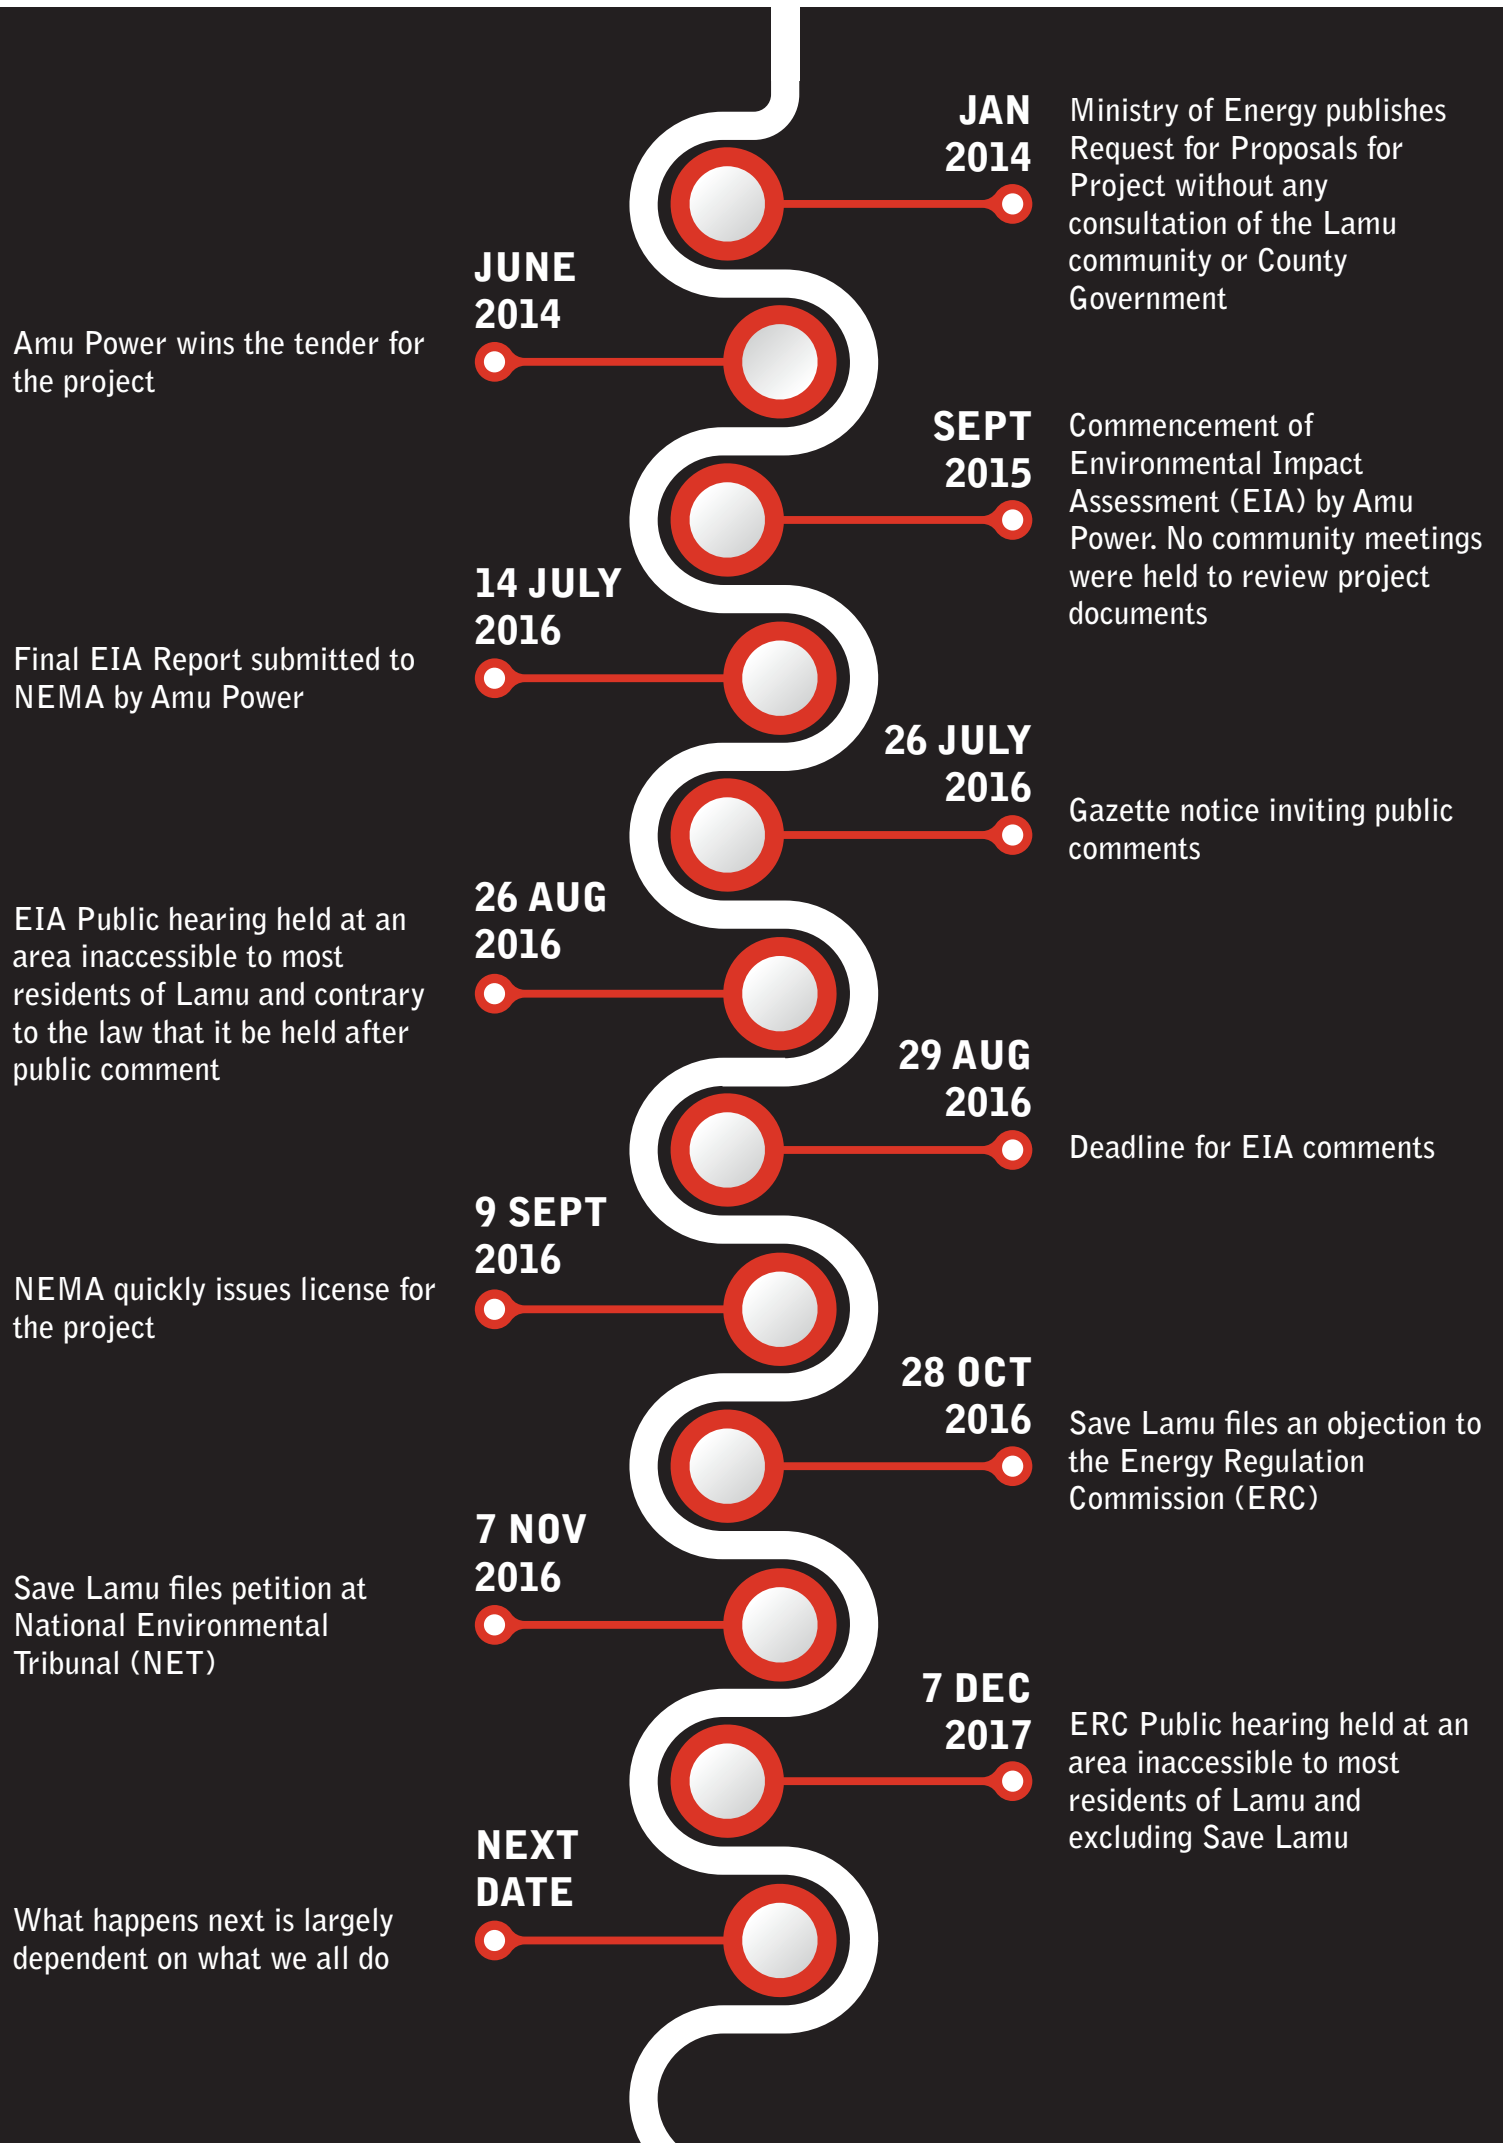 JAN
2014
Ministry of Energy publishes
Request for Proposals for
Project without any
consultation of the Lamu
community or County
Government
JUNE
2014
Amu Power wins the tender for
the project
SEPT
2015
Commencement of
Environmental Impact
Assessment (EIA) by Amu
Power. No community meetings
were held to review project
documents
14 JULY
2016
Final EIA Report submitted to
NEMA by Amu Power
26 JULY
2016
Gazette notice inviting public
comments
26 AUG
2016
EIA Public hearing held at an
area inaccessible to most
residents of Lamu and contrary
to the law that it be held after
public comment
29 AUG
2016
Deadline for EIA comments
9 SEPT
2016
NEMA quickly issues license for
the project
28 OCT
2016
Save Lamu files an objection to
the Energy Regulation
Commission (ERC)
7 NOV
2016
Save Lamu files petition at
National Environmental
Tribunal (NET)
7 DEC
2017
ERC Public hearing held at an
area inaccessible to most
residents of Lamu and
excluding Save Lamu
NEXT
DATE
What happens next is largely
dependent on what we all do